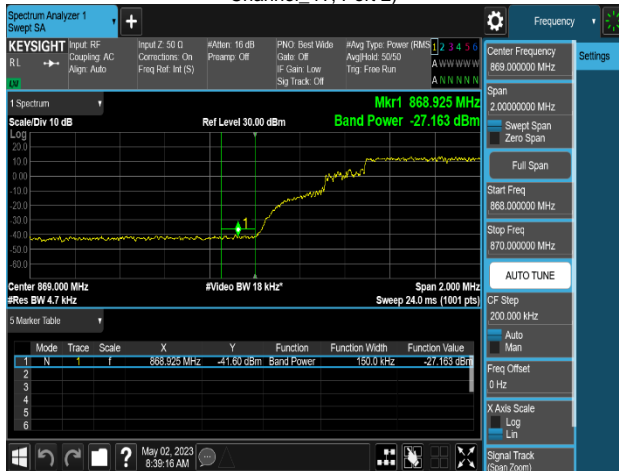 Spectrum Analyzer 1
Swept SA
+
Frequency
KEYSIGHT
RL
Input: RF
Coupling: AC
Align: Auto
Input Z: 50 Ω
Corrections: On
Freq Ref: Int (S)
#Atten: 16 dB
Preamp: Off
PNO: Best Wide
Gate: Off
IF Gain: Low
Sig Track: Off
#Avg Type: Power (RMS
Avg|Hold: 50/50
Trig: Free Run
1 2 3 4 5 6
A W W W W W
A N N N N N
1 Spectrum
Scale/Div 10 dB
Ref Level 30.00 dBm
Mkr1 868.925 MHz
Band Power -27.163 dBm
Log
20.0
10.0
0.00
-10.0
-20.0
-30.0
-40.0
-50.0
-60.0
1
Center 869.000 MHz
#Res BW 4.7 kHz
#Video BW 18 kHz*
Span 2.000 MHz
Sweep 24.0 ms (1001 pts)
5 Marker Table
Mode Trace Scale X Y Function Function Width Function Value
1 N 1 f 868.925 MHz -41.60 dBm Band Power 150.0 kHz -27.163 dBm
2
3
4
5
6
Center Frequency
869.000000 MHz
Settings
Span
2.00000000 MHz
Swept Span
Zero Span
Full Span
Start Freq
868.000000 MHz
Stop Freq
870.000000 MHz
AUTO TUNE
CF Step
200.000 kHz
Auto
Man
Freq Offset
0 Hz
X Axis Scale
Log
Lin
Signal Track
(Span Zoom)
?
May 02, 2023
8:39:16 AM